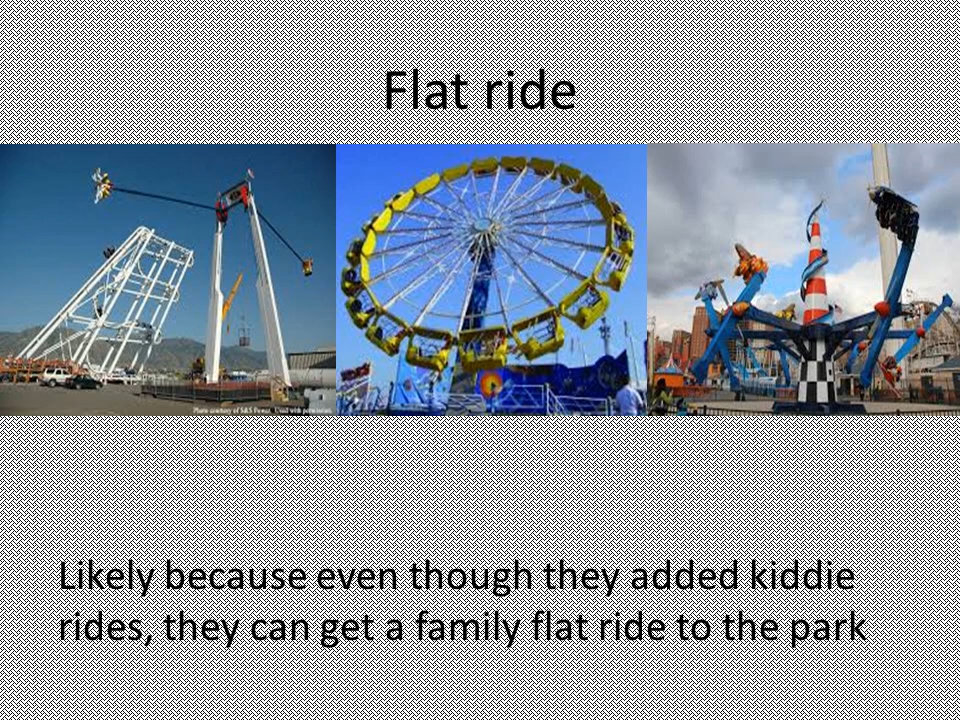 Flat ride
Likely because even though they added kiddie
rides, they can get a family flat ride to the park